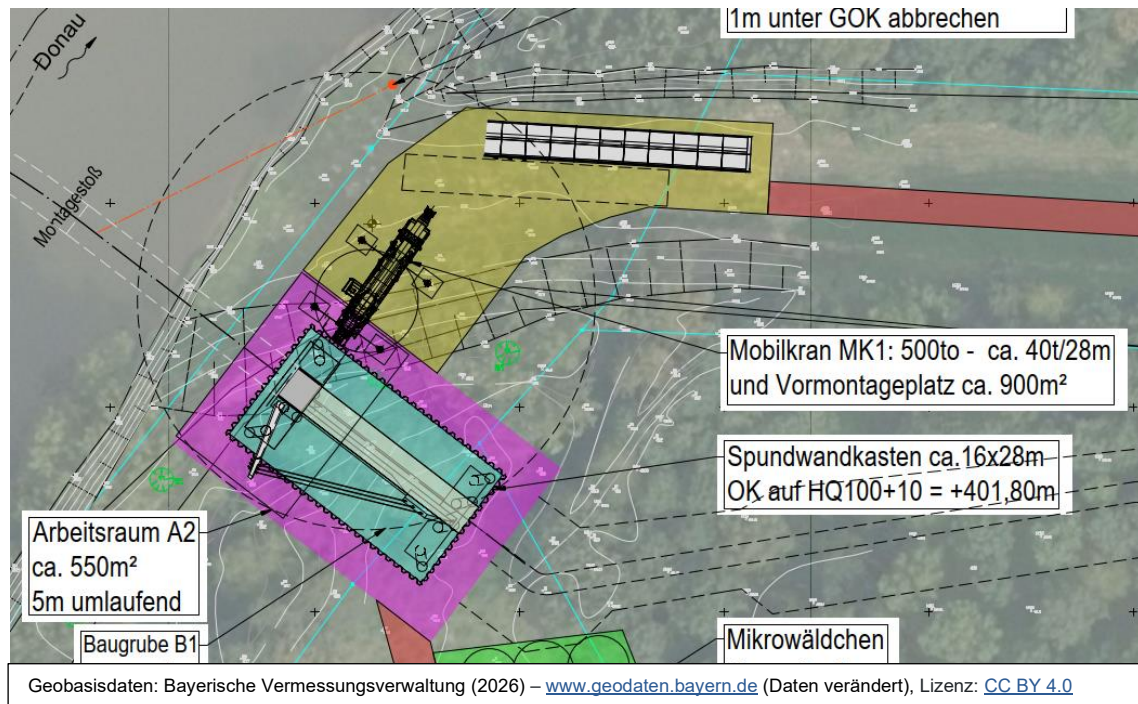 1m unter GOK abbrechen
Donau
Montagestoß
Mobilkran MK1: 500to - ca. 40t/28m
und Vormontageplatz ca. 900m²
Spundwandkasten ca.16x28m
OK auf HQ100+10 = +401,80m
Arbeitsraum A2
ca. 550m²
5m umlaufend
Baugrube B1
Mikrowäldchen
Geobasisdaten: Bayerische Vermessungsverwaltung (2026) – www.geodaten.bayern.de (Daten verändert), Lizenz: CC BY 4.0